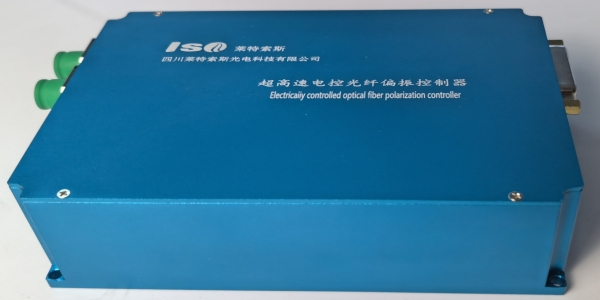 ISO 莱特索斯
四川莱特索斯光电科技有限公司
超高速电控光纤偏振控制器
Electrically controlled optical fiber polarization controller